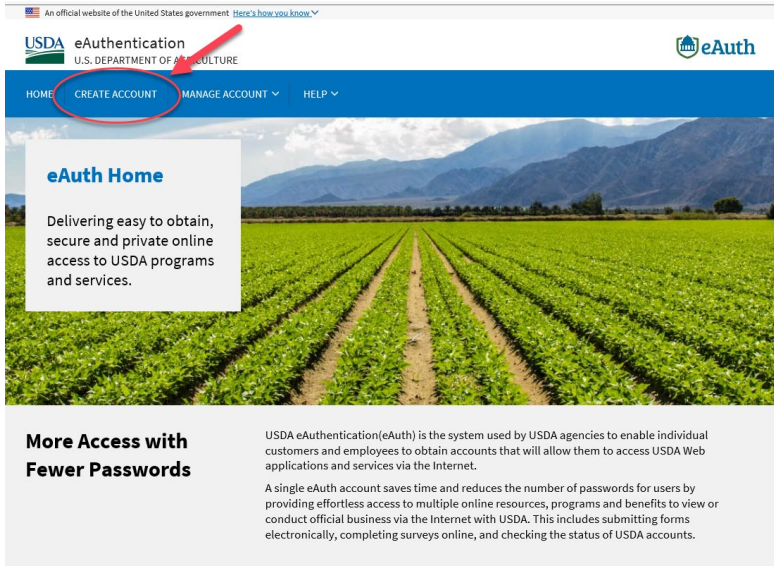 An official website of the United States government Here's how you know
USDA eAuthentication
U.S. DEPARTMENT OF AGRICULTURE
eAuth
HOME CREATE ACCOUNT MANAGE ACCOUNT HELP
eAuth Home
Delivering easy to obtain,
secure and private online
access to USDA programs
and services.
More Access with
Fewer Passwords
USDA eAuthentication(eAuth) is the system used by USDA agencies to enable individual
customers and employees to obtain accounts that will allow them to access USDA Web
applications and services via the Internet.
A single eAuth account saves time and reduces the number of passwords for users by
providing effortless access to multiple online resources, programs and benefits to view or
conduct official business via the Internet with USDA. This includes submitting forms
electronically, completing surveys online, and checking the status of USDA accounts.